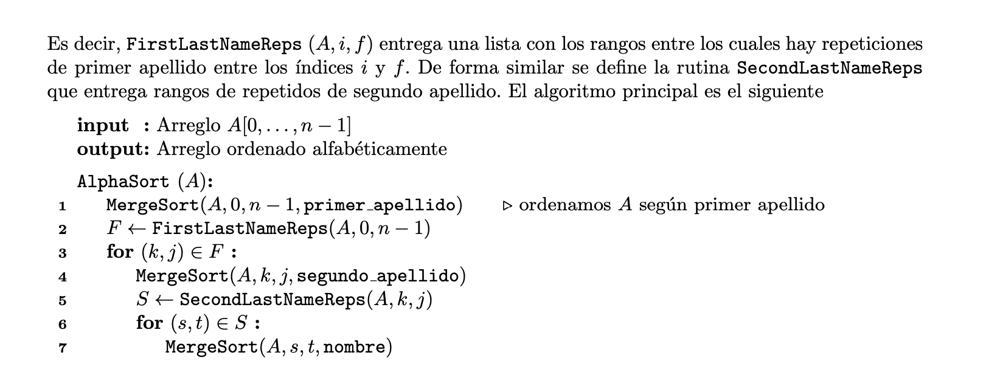 Es decir, FirstLastNameReps (A, i, f) entrega una lista con los rangos entre los cuales hay repeticiones
de primer apellido entre los índices i y f. De forma similar se define la rutina SecondLastNameReps
que entrega rangos de repetidos de segundo apellido. El algoritmo principal es el siguiente
input : Arreglo A[0, . . . , n − 1]
output: Arreglo ordenado alfabéticamente
AlphaSort (A):
1 MergeSort(A, 0, n − 1, primer_apellido) ▷ ordenamos A según primer apellido
2 F ← FirstLastNameReps(A, 0, n − 1)
3 for (k, j) ∈ F :
4 MergeSort(A, k, j, segundo_apellido)
5 S ← SecondLastNameReps(A, k, j)
6 for (s, t) ∈ S :
7 MergeSort(A, s, t, nombre)